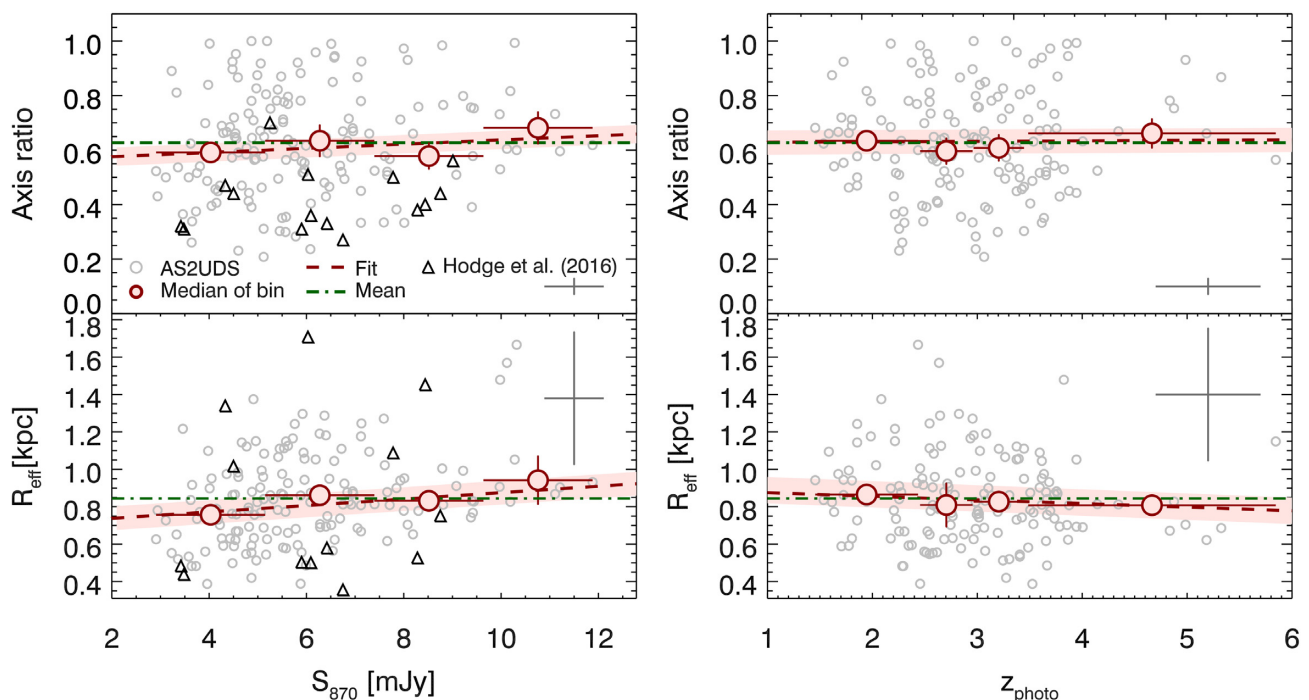 1.0
0.8
0.6
0.4
0.2
0.0
Axis ratio
AS2UDS
Fit
Hodge et al. (2016)
Median of bin
Mean
1.0
0.8
0.6
0.4
0.2
0.0
Axis ratio
1.8
1.6
1.4
1.2
1.0
0.8
0.6
0.4
R_eff[kpc]
2 4 6 8 10 12
S_870 [mJy]
1.8
1.6
1.4
1.2
1.0
0.8
0.6
0.4
R_eff [kpc]
1 2 3 4 5 6
z_photo